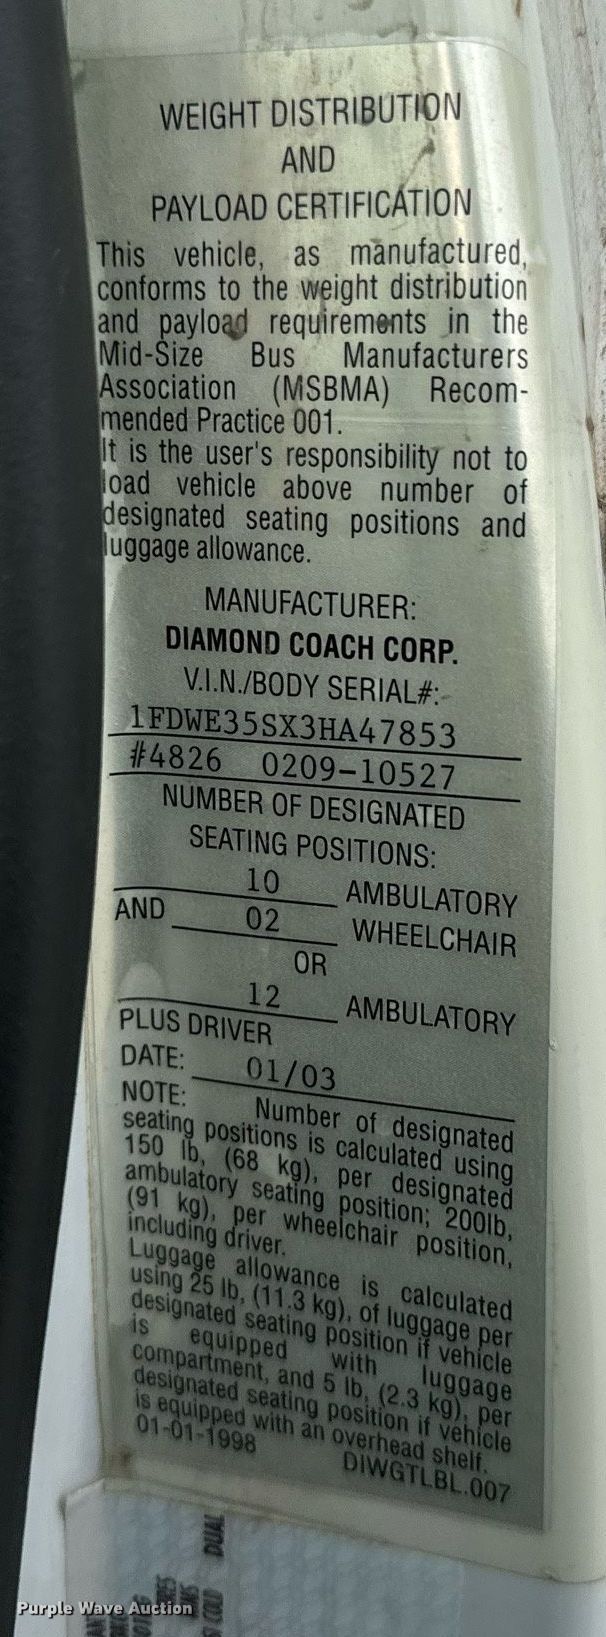 WEIGHT DISTRIBUTION
AND
PAYLOAD CERTIFICATION
This vehicle, as manufactured,
conforms to the weight distribution
and payload requirements in the
Mid-Size Bus Manufacturers
Association (MSBMA) Recom-
mended Practice 001.
It is the user's responsibility not to
load vehicle above number of
designated seating positions and
luggage allowance.
MANUFACTURER:
DIAMOND COACH CORP.
V.I.N./BODY SERIAL#:
1FDWE35SX3HA47853
#4826 0209-10527
NUMBER OF DESIGNATED
SEATING POSITIONS:
10 AMBULATORY
AND 02 WHEELCHAIR
OR
12 AMBULATORY
PLUS DRIVER
DATE: 01/03
NOTE: Number of designated
seating positions is calculated using
150 lb, (68 kg), per designated
ambulatory seating position; 200lb,
(91 kg), per wheelchair position,
including driver.
Luggage allowance is calculated
using 25 lb, (11.3 kg), of luggage per
designated seating position if vehicle
is equipped with luggage
compartment, and 5 lb, (2.3 kg), per
designated seating position if vehicle
is equipped with an overhead shelf.
01-01-1998 DIWGTLBL.007
DUAL
COLD
Purple Wave Auction